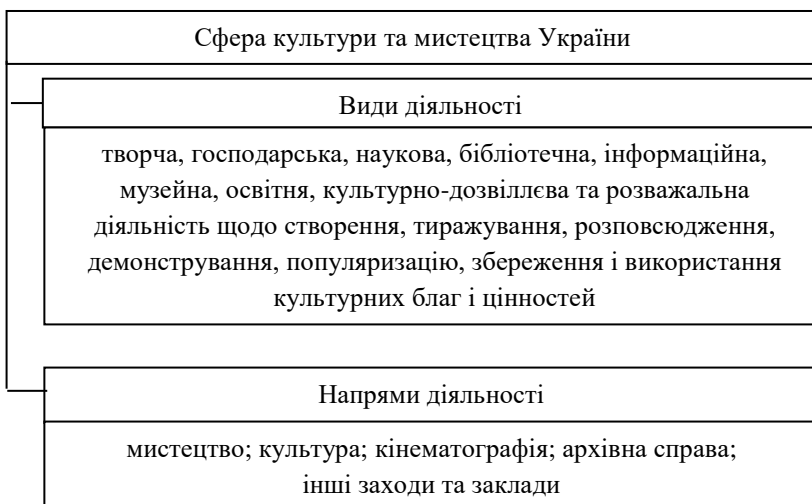 Сфера культури та мистецтва України
Види діяльності
творча, господарська, наукова, бібліотечна, інформаційна,
музейна, освітня, культурно-дозвіллєва та розважальна
діяльність щодо створення, тиражування, розповсюдження,
демонстрування, популяризацію, збереження і використання
культурних благ і цінностей
Напрями діяльності
мистецтво; культура; кінематографія; архівна справа;
інші заходи та заклади